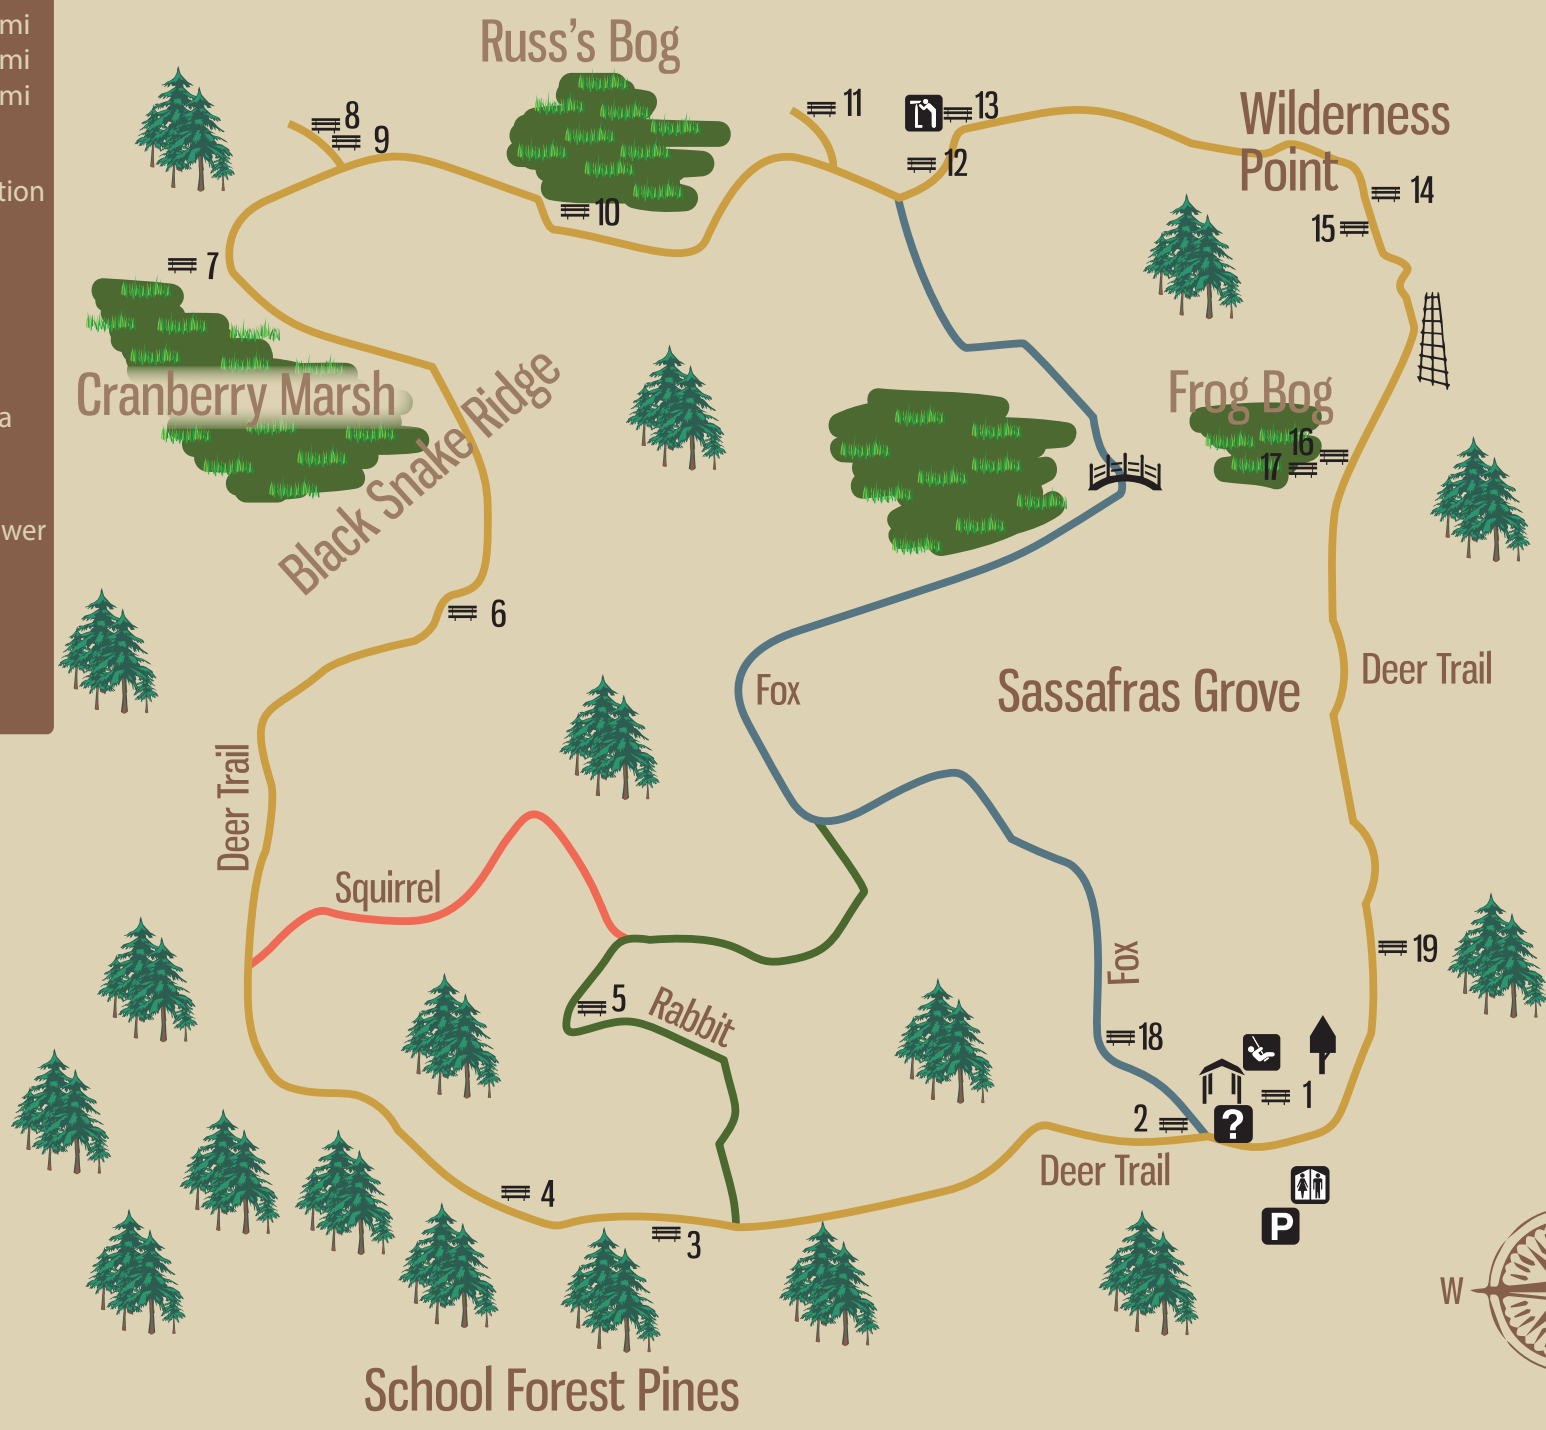 mi
mi
mi
tion
a
wer
Russ's Bog
Wilderness
Point
8
9
11
13
12
10
14
15
7
Cranberry Marsh
Black Snake Ridge
Frog Bog
16
17
6
Fox
Sassafras Grove
Deer Trail
Deer Trail
Squirrel
5
Rabbit
Fox
19
18
1
2
?
Deer Trail
4
3
P
W
School Forest Pines